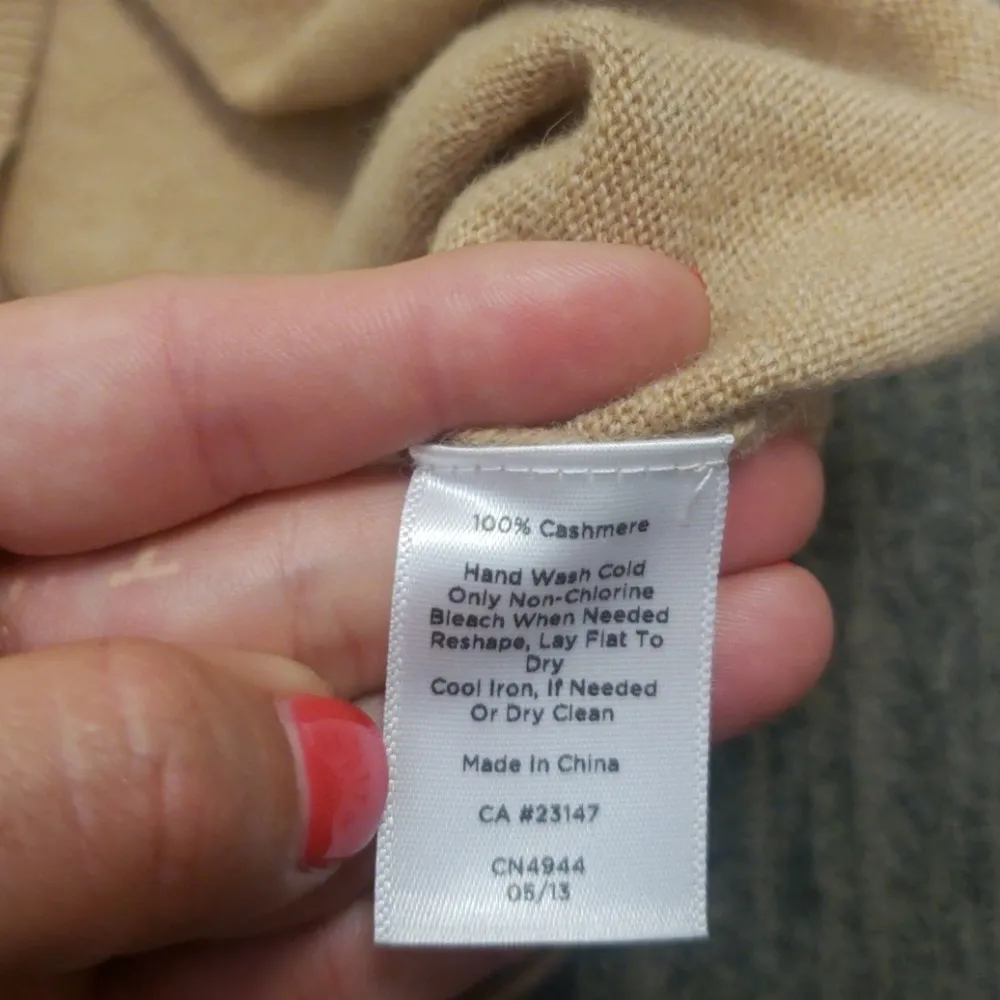 100% Cashmere
Hand Wash Cold
Only Non-Chlorine
Bleach When Needed
Reshape, Lay Flat To
Dry
Cool Iron, If Needed
Or Dry Clean
Made In China
CA #23147
CN4944
05/13